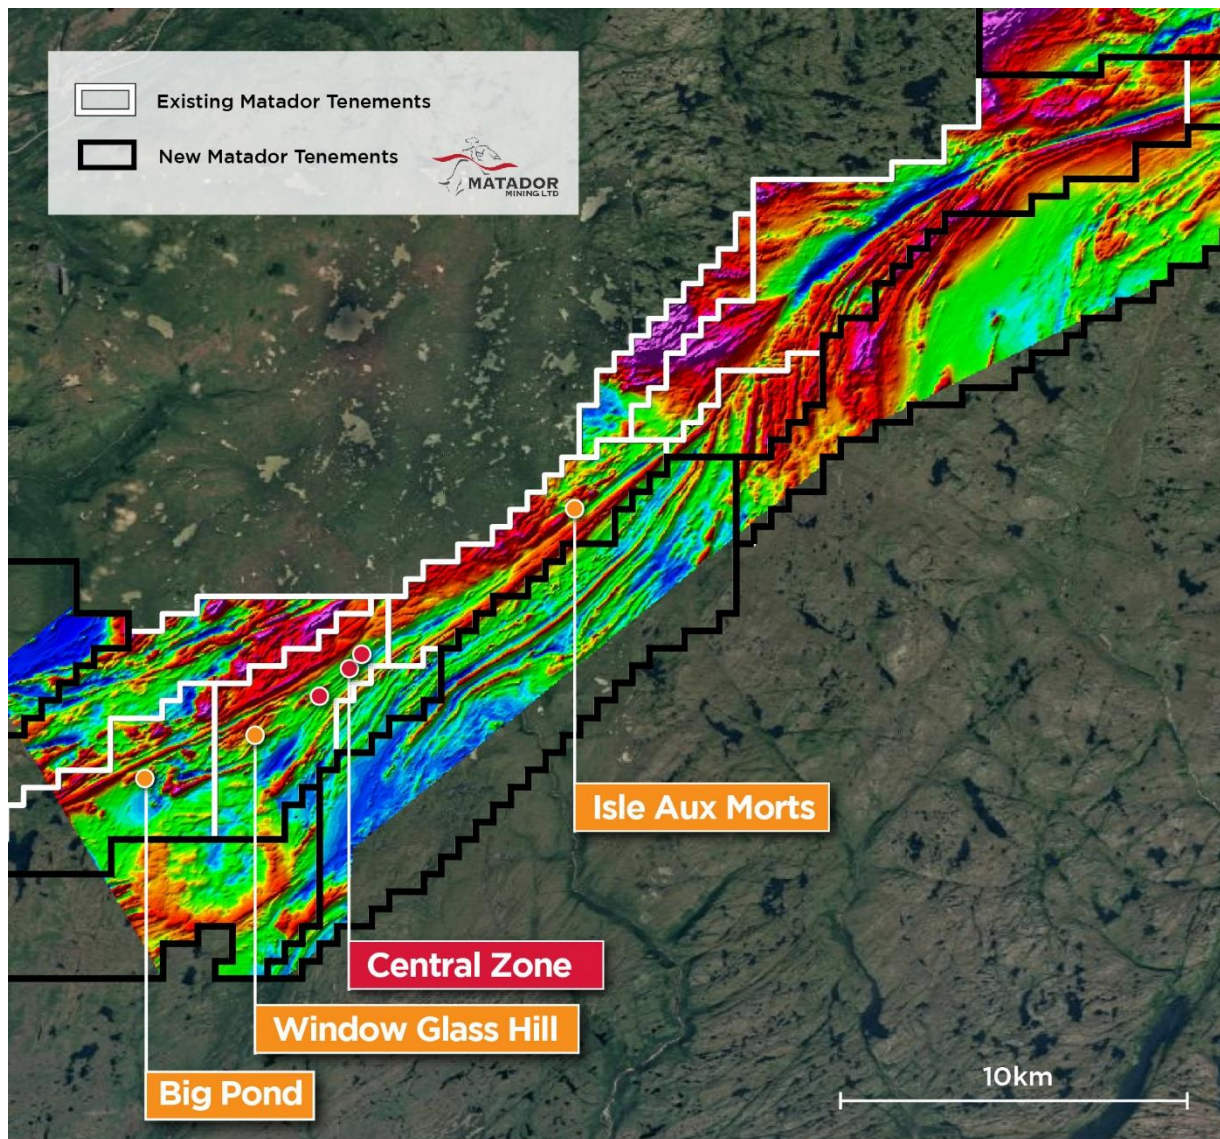 Existing Matador Tenements
New Matador Tenements
MATADOR
MINING LTD
Isle Aux Morts
Central Zone
Window Glass Hill
Big Pond
10km